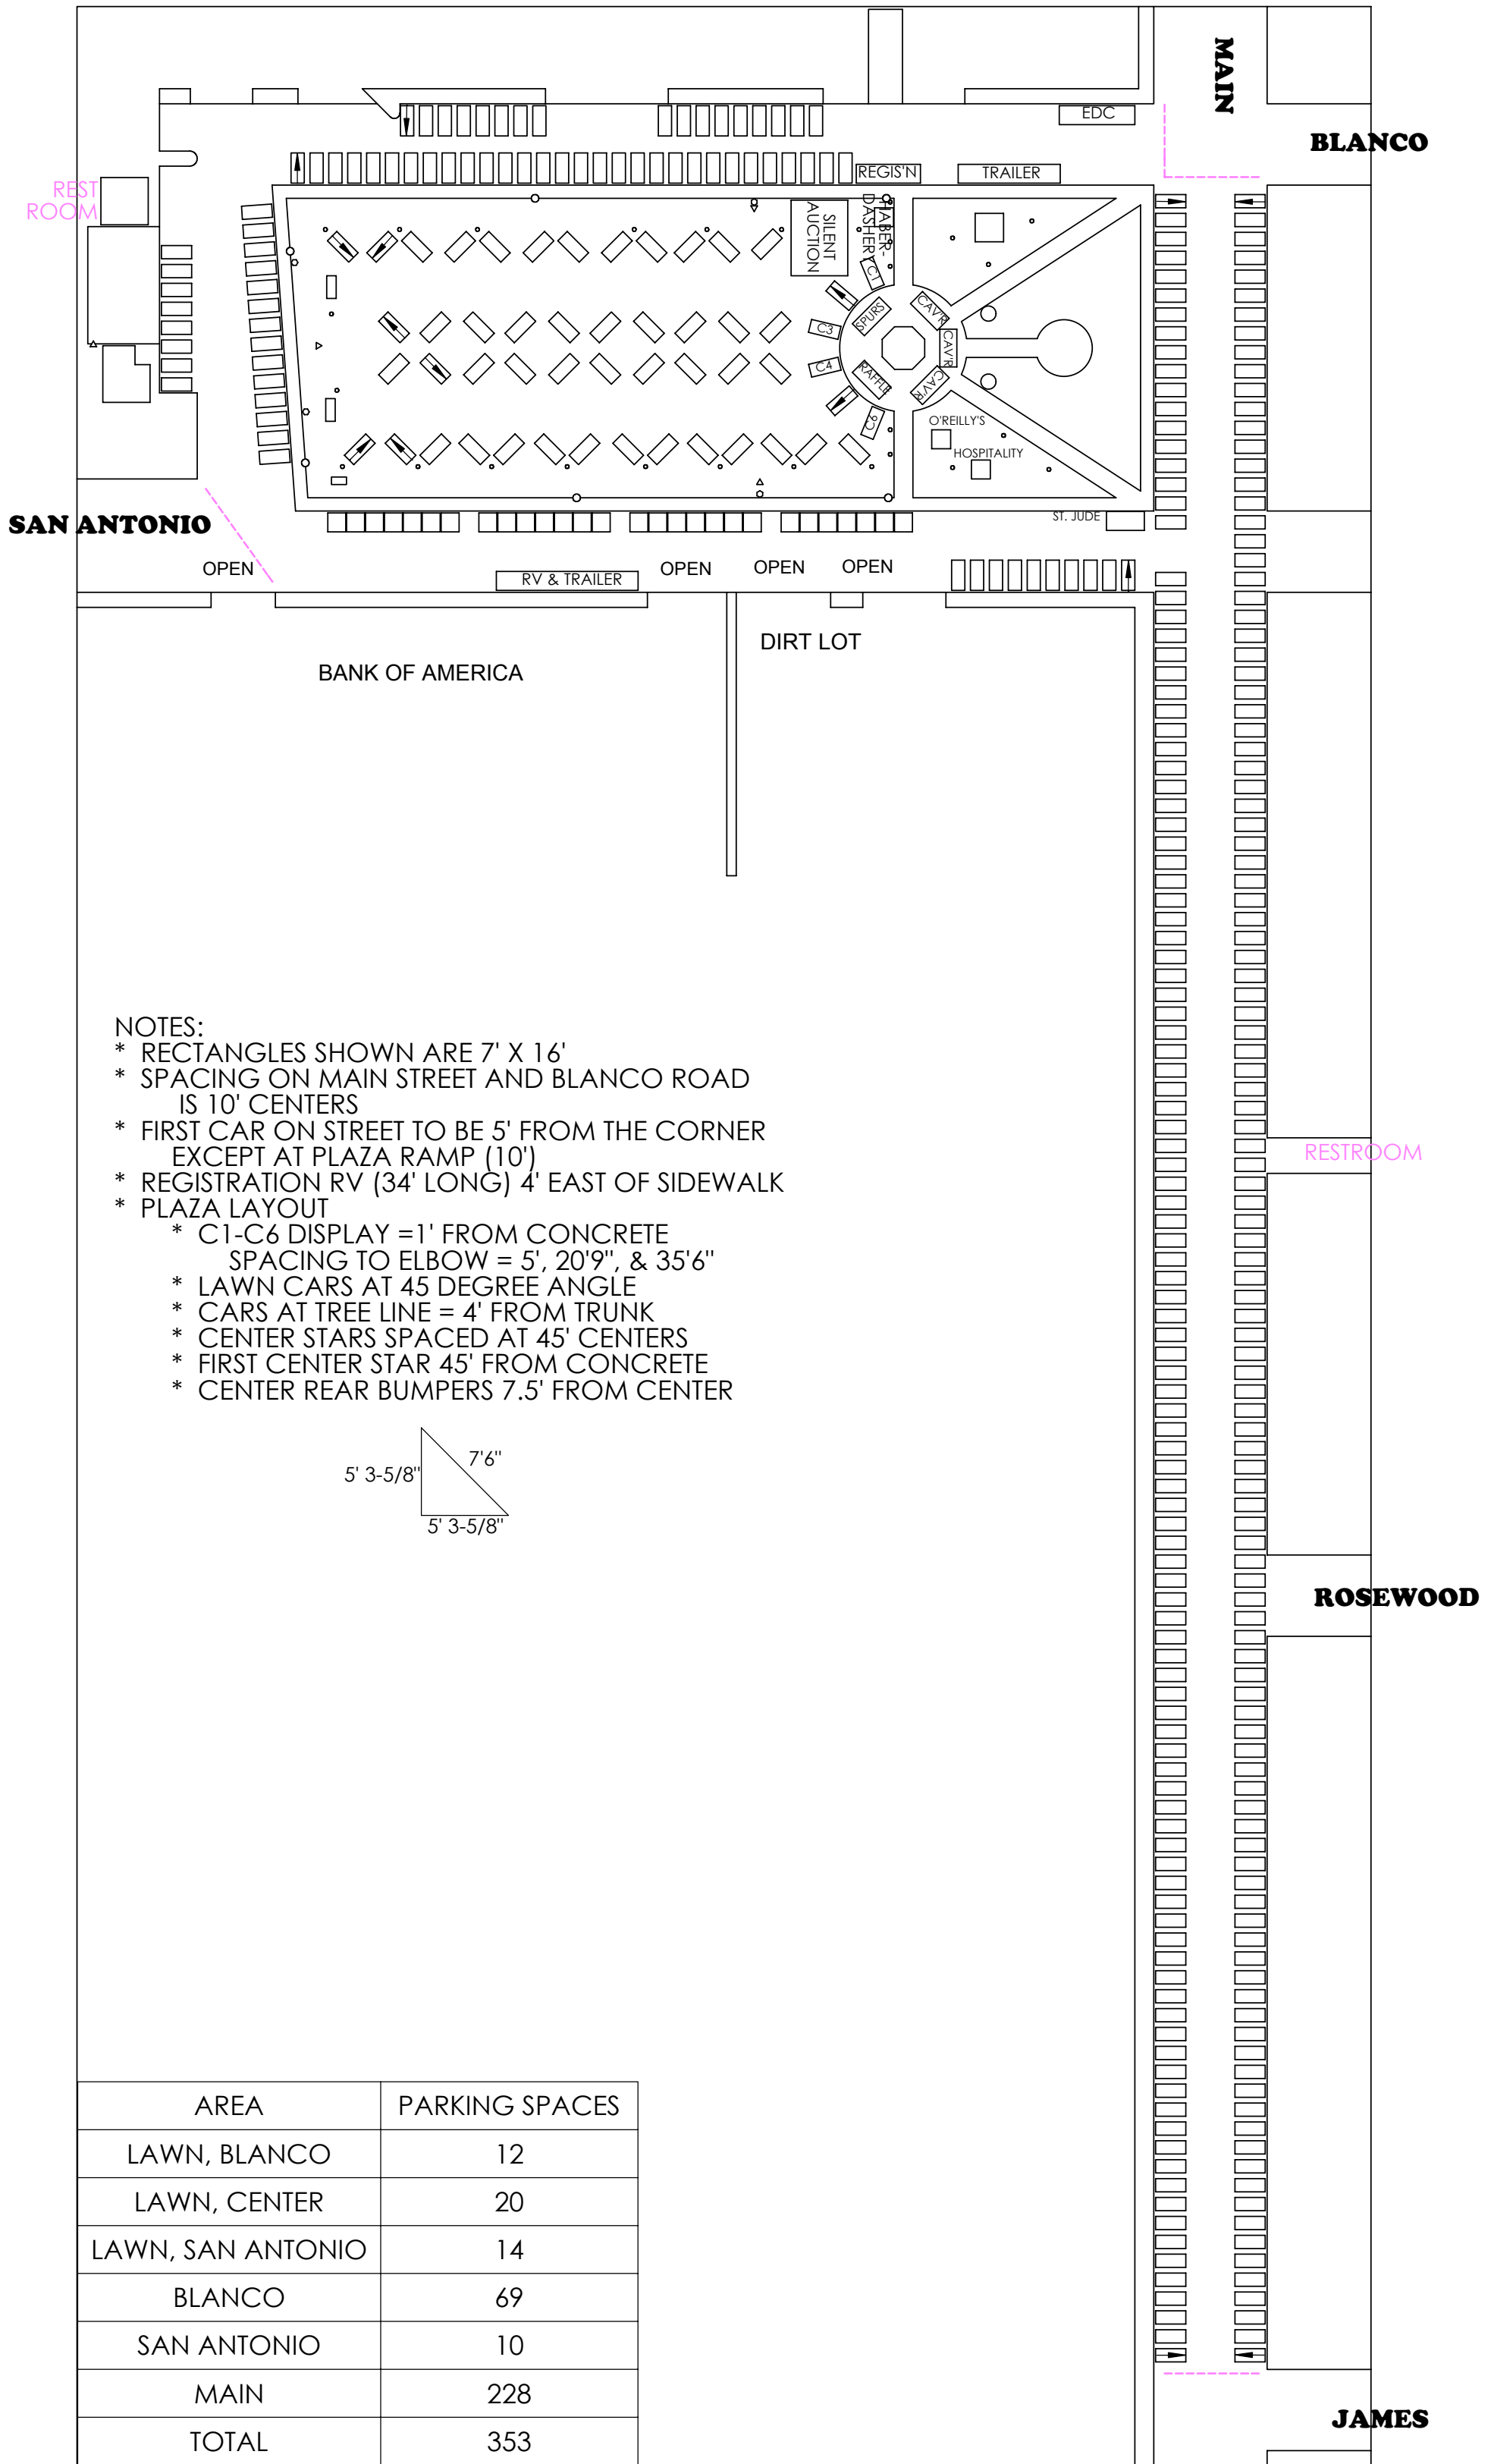 MAIN
EDC
BLANCO
REGIS'N
TRAILER
REST
ROOM
SILENT
AUCTION
HABER-
DASHERY
C1
SPURS
CAV'R
C3
CAV'R
C4
RAFFLE
CAV'R
C6
O'REILLY'S
HOSPITALITY
ST. JUDE
SAN ANTONIO
OPEN
RV & TRAILER
OPEN
OPEN
OPEN
DIRT LOT
BANK OF AMERICA
NOTES:
* RECTANGLES SHOWN ARE 7' X 16'
* SPACING ON MAIN STREET AND BLANCO ROAD
IS 10' CENTERS
* FIRST CAR ON STREET TO BE 5' FROM THE CORNER
EXCEPT AT PLAZA RAMP (10')
* REGISTRATION RV (34' LONG) 4' EAST OF SIDEWALK
* PLAZA LAYOUT
* C1-C6 DISPLAY =1' FROM CONCRETE
SPACING TO ELBOW = 5', 20'9", & 35'6"
* LAWN CARS AT 45 DEGREE ANGLE
* CARS AT TREE LINE = 4' FROM TRUNK
* CENTER STARS SPACED AT 45' CENTERS
* FIRST CENTER STAR 45' FROM CONCRETE
* CENTER REAR BUMPERS 7.5' FROM CENTER
RESTROOM
7'6"
5' 3-5/8"
5' 3-5/8"
ROSEWOOD
AREA PARKING SPACES
LAWN, BLANCO 12
LAWN, CENTER 20
LAWN, SAN ANTONIO 14
BLANCO 69
SAN ANTONIO 10
MAIN 228
TOTAL 353
JAMES